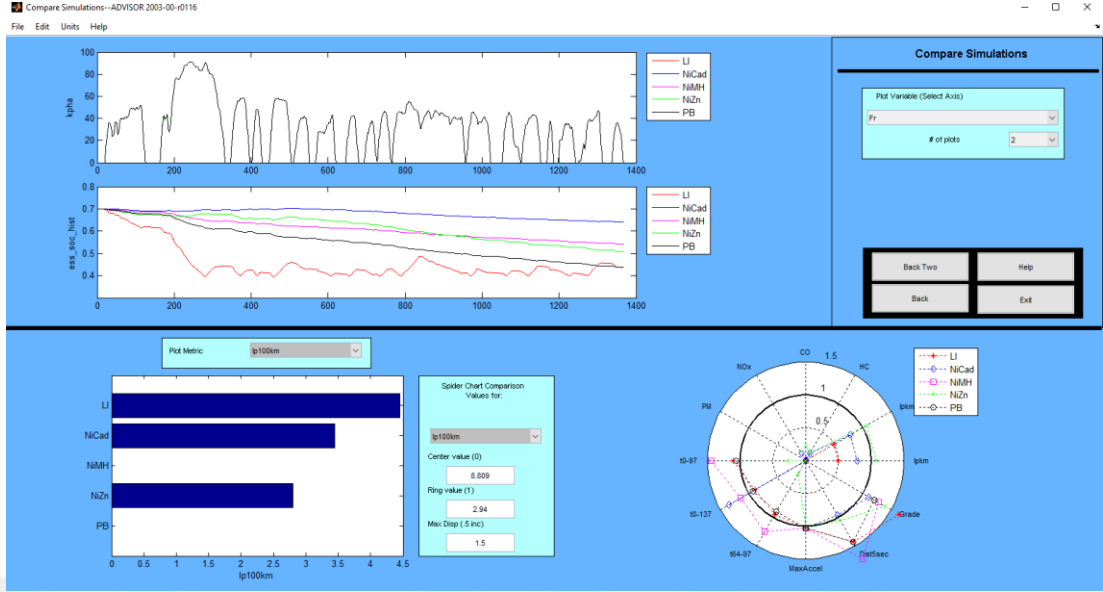 Compare Simulations--ADVISOR 2003-00-r0116
File Edit Units Help
100
80
60
40
20
0
kpha
0 200 400 600 800 1000 1200 1400
LI
NiCad
NiMH
NiZn
PB
0.8
0.7
0.6
0.5
0.4
ess_soc_hist
0 200 400 600 800 1000 1200 1400
LI
NiCad
NiMH
NiZn
PB
Compare Simulations
Plot Variable (Select Axis)
Fr
# of plots 2
Back Two Help
Back Exit
Plot Metric lp100km
LI
NiCad
NiMH
NiZn
PB
0 0.5 1 1.5 2 2.5 3 3.5 4 4.5
lp100km
Spider Chart Comparison
Values for:
lp100km
Center value (0)
8.809
Ring value (1)
2.94
Max Disp (.5 inc)
1.5
CO 1.5
NOx HC
1
PM 0.5 lpkm
t0-97 lpkm
t0-137 Grade
t64-97 Dist5sec
MaxAccel
LI
NiCad
NiMH
NiZn
PB